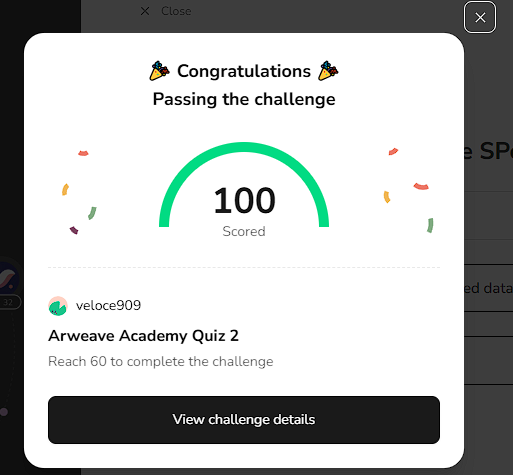 Close
Congratulations
Passing the challenge
e SP
100
Scored
32
ed data
veloce909
Arweave Academy Quiz 2
Reach 60 to complete the challenge
View challenge details